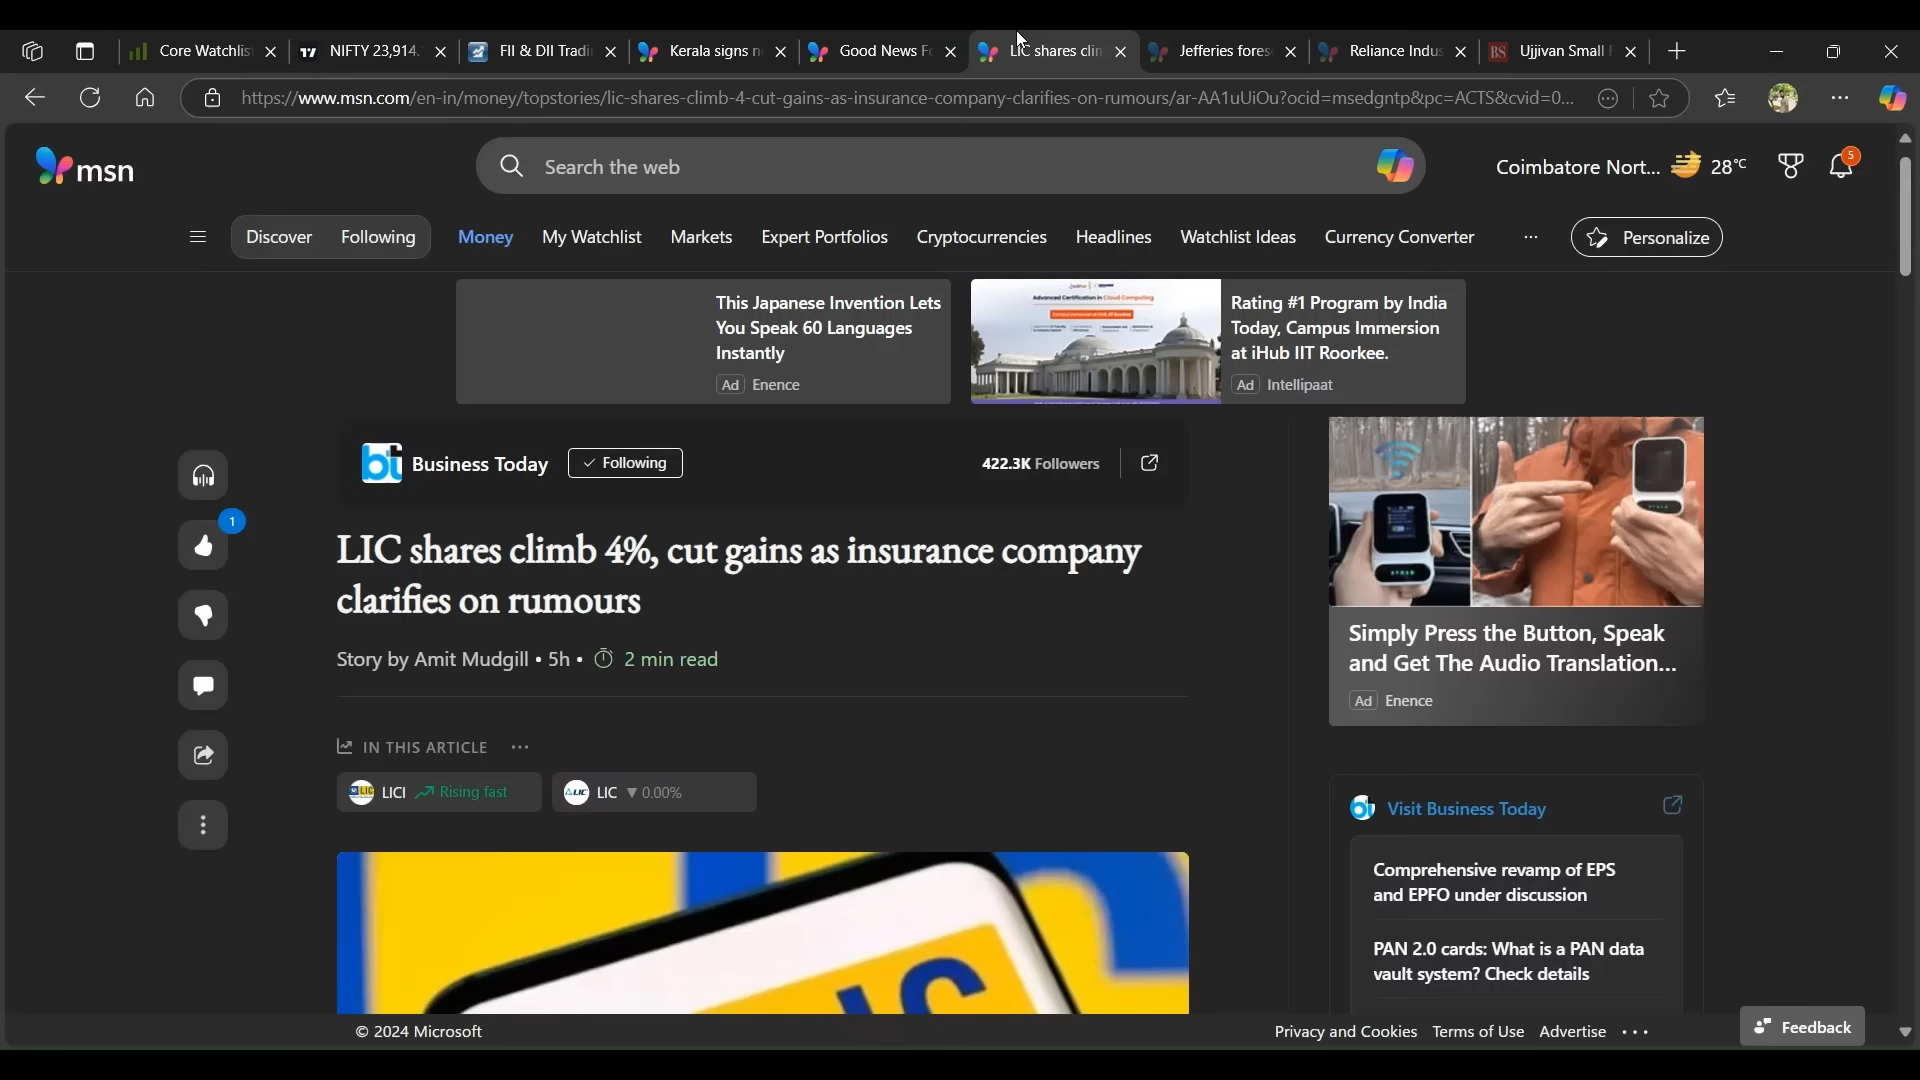 Core Watchlis
NIFTY 23,914.
FII & DII Tradi
Kerala signs n
Good News Fo
LIC shares clim
Jefferies fores
Reliance Indus
BS Ujjivan Small F
https://www.msn.com/en-in/money/topstories/lic-shares-climb-4-cut-gains-as-insurance-company-clarifies-on-rumours/ar-AA1uUiOu?ocid=msedgntp&pc=ACTS&cvid=0...
msn
Search the web
Coimbatore Nort... 28°C
5
Discover Following Money My Watchlist Markets Expert Portfolios Cryptocurrencies Headlines Watchlist Ideas Currency Converter ... Personalize
This Japanese Invention Lets
You Speak 60 Languages
Instantly
Ad Enence
Advanced Certification in Cloud Computing
Rating #1 Program by India
Today, Campus Immersion
at iHub IIT Roorkee.
Ad Intellipaat
bt Business Today Following
422.3K Followers
1
LIC shares climb 4%, cut gains as insurance company
clarifies on rumours
Story by Amit Mudgill • 5h • 2 min read
IN THIS ARTICLE ...
LICI Rising fast
LIC ▼ 0.00%
LIC
Simply Press the Button, Speak
and Get The Audio Translation...
Ad Enence
Visit Business Today
Comprehensive revamp of EPS
and EPFO under discussion
PAN 2.0 cards: What is a PAN data
vault system? Check details
© 2024 Microsoft
Privacy and Cookies Terms of Use Advertise ...
Feedback